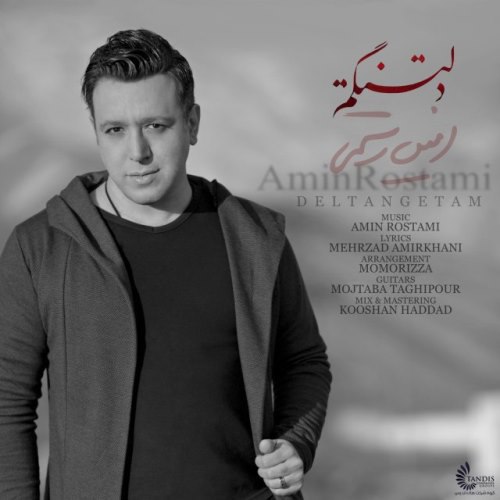 دلتنگتم
امین رستمی
AminRostami
DELTANGETAM
MUSIC
AMIN ROSTAMI
LYRICS
MEHRZAD AMIRKHANI
ARRANGEMENT
MOMORIZZA
GUITARS
MOJTABA TAGHIPOUR
MIX & MASTERING
KOOSHAN HADDAD
TANDIS